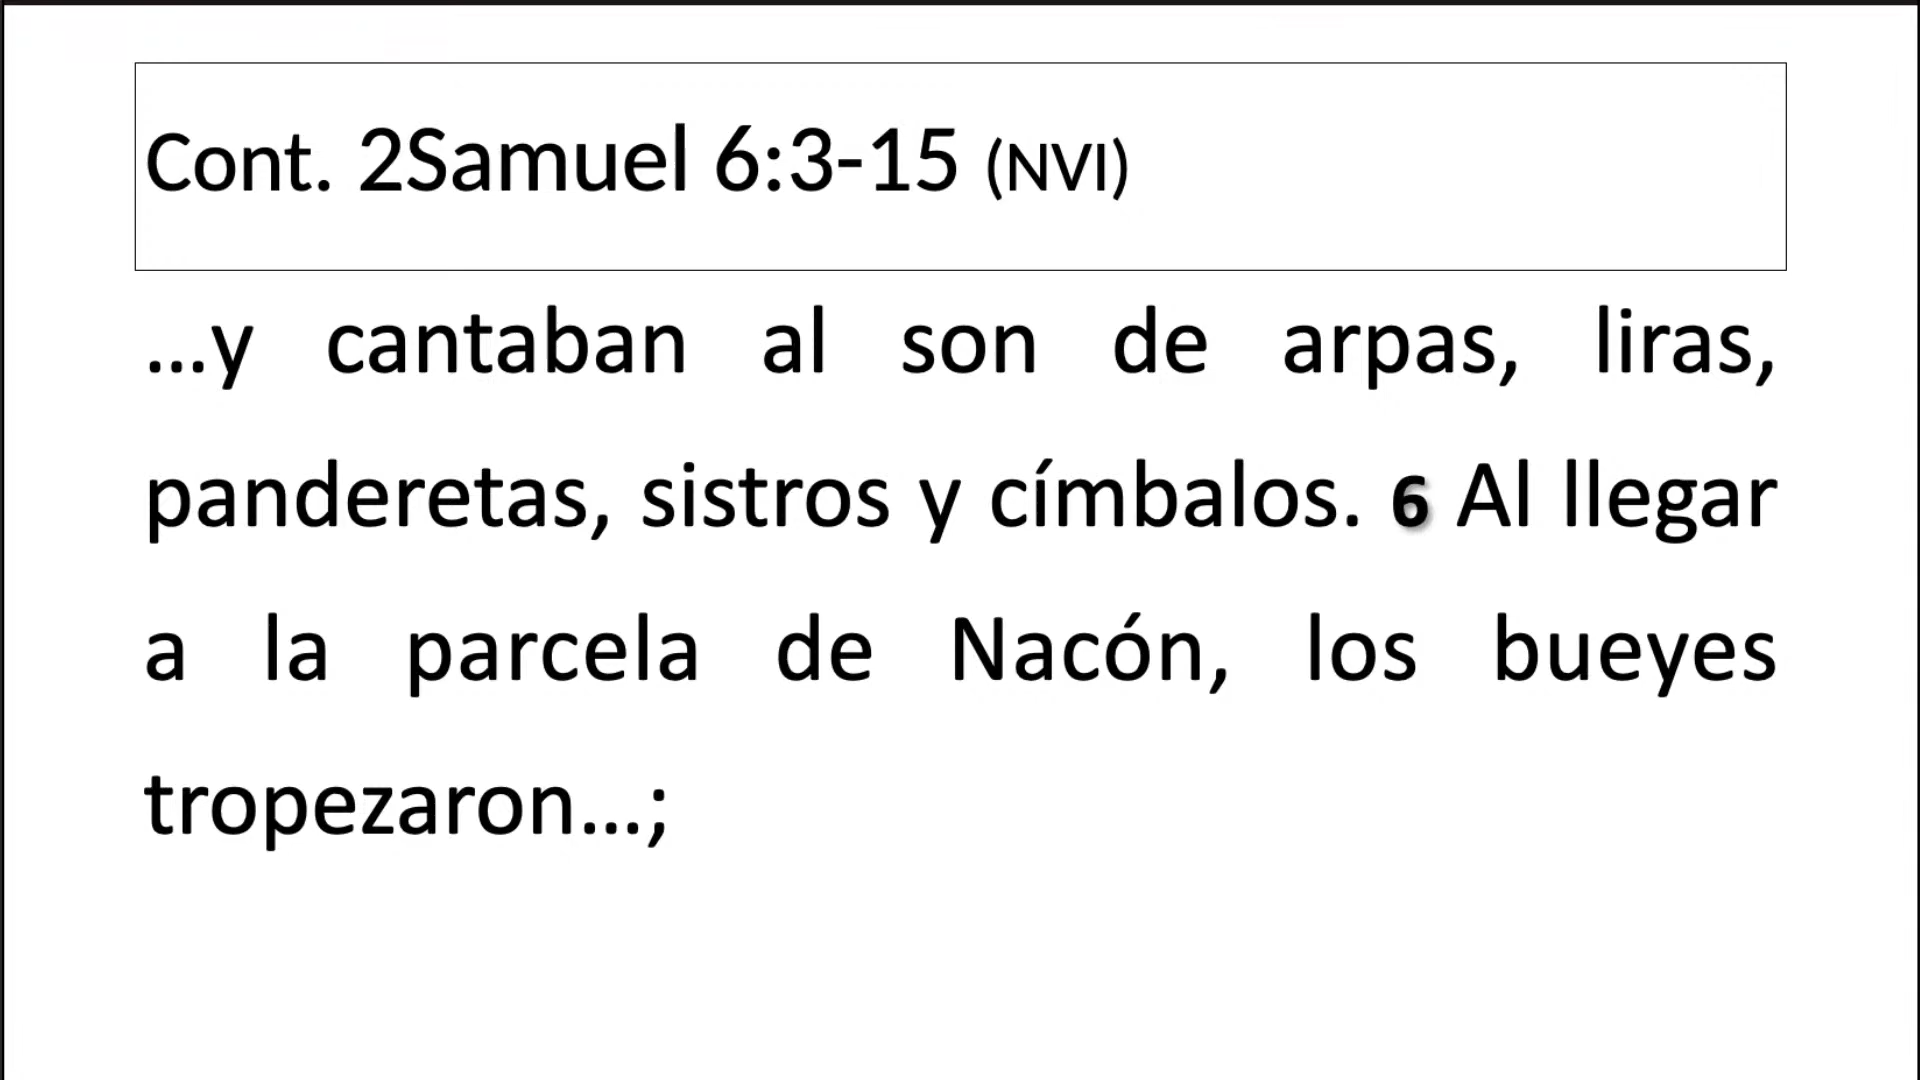 Cont. 2Samuel 6:3-15 (NVI)
...y cantaban al son de arpas, liras,
panderetas, sistros y címbalos. 6 Al llegar
a la parcela de Nacón, los bueyes
tropezaron...;